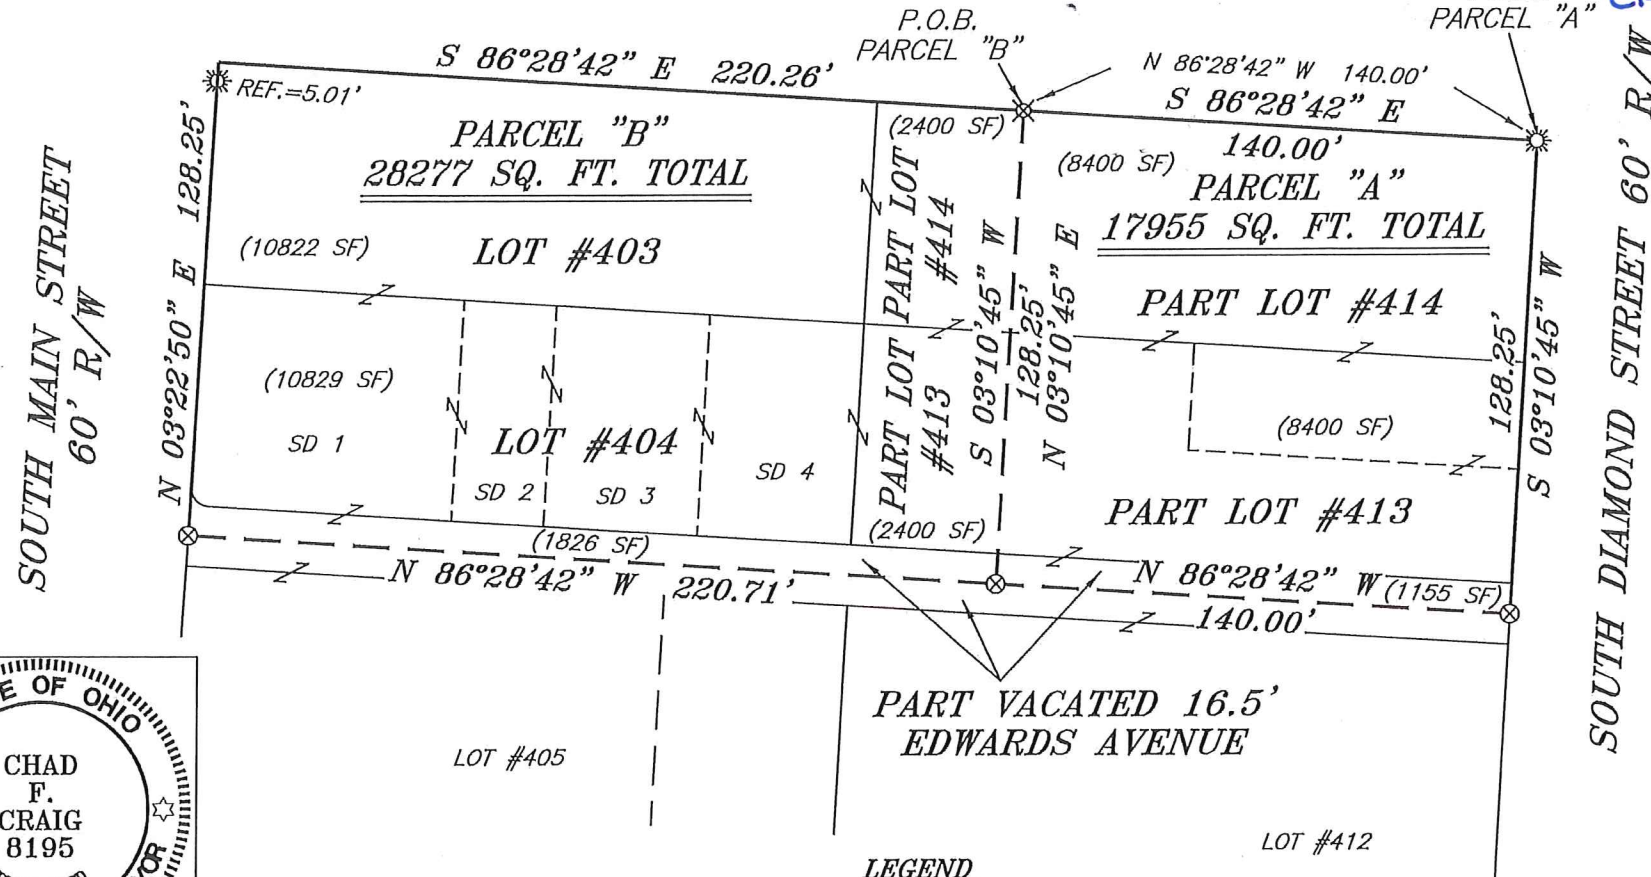 P.O.B.
PARCEL "B"
PARCEL "A"
S 86°28'42" E 220.26'
N 86°28'42" W 140.00'
S 86°28'42" E
140.00'
REF.=5.01'
PARCEL "B"
28277 SQ. FT. TOTAL
(2400 SF)
(8400 SF)
PARCEL "A"
17955 SQ. FT. TOTAL
SOUTH MAIN STREET
60' R/W
N 03°22'50" E 128.25'
(10822 SF)
LOT #403
PART LOT
#414
S 03°10'45" W
128.25'
N 03°10'45" E
PART LOT #414
128.25'
S 03°10'45" W
SOUTH DIAMOND STREET 60' R/W
(10829 SF)
SD 1
LOT #404
SD 2
SD 3
SD 4
PART LOT
#413
(8400 SF)
PART LOT #413
(2400 SF)
(1826 SF)
N 86°28'42" W 220.71'
N 86°28'42" W
(1155 SF)
140.00'
PART VACATED 16.5'
EDWARDS AVENUE
LOT #405
LOT #412
LEGEND
E OF OHIO
CHAD
F.
CRAIG
8195
YOR